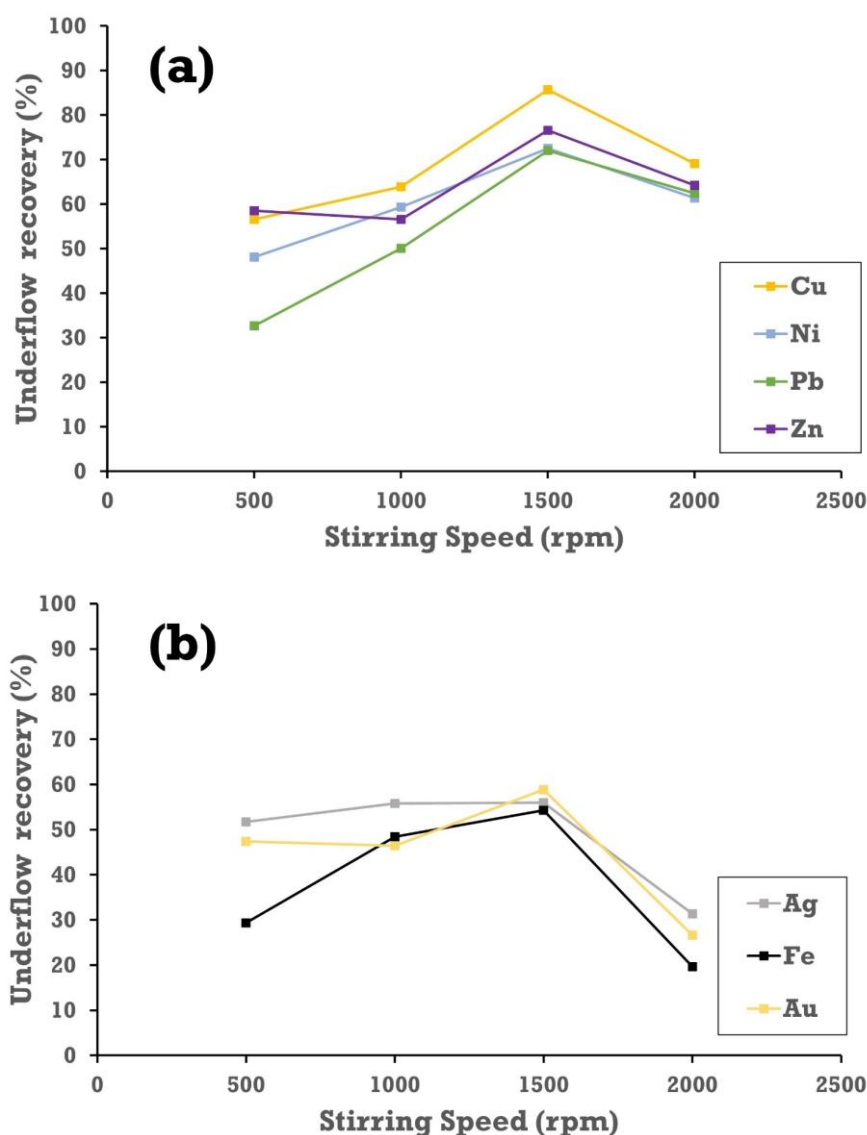 (a)
Underflow recovery (%)
100
90
80
70
60
50
40
30
20
10
0
Cu
Ni
Pb
Zn
0 500 1000 1500 2000 2500
Stirring Speed (rpm)
(b)
Underflow recovery (%)
100
90
80
70
60
50
40
30
20
10
0
Ag
Fe
Au
0 500 1000 1500 2000 2500
Stirring Speed (rpm)